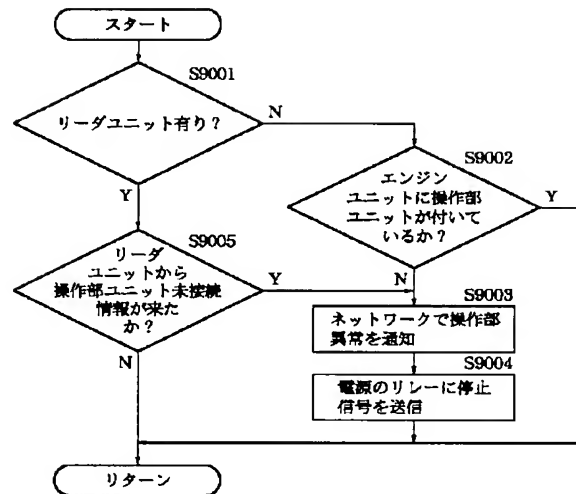 スタート
S9001
リーダユニット有り？
N
Y
S9002
エンジン
ユニットに操作部
ユニットが付いて
いるか？
Y
N
S9005
リーダ
ユニットから
操作部ユニット未接続
情報が来た
か？
Y
N
S9003
ネットワークで操作部
異常を通知
S9004
電源のリレーに停止
信号を送信
リターン